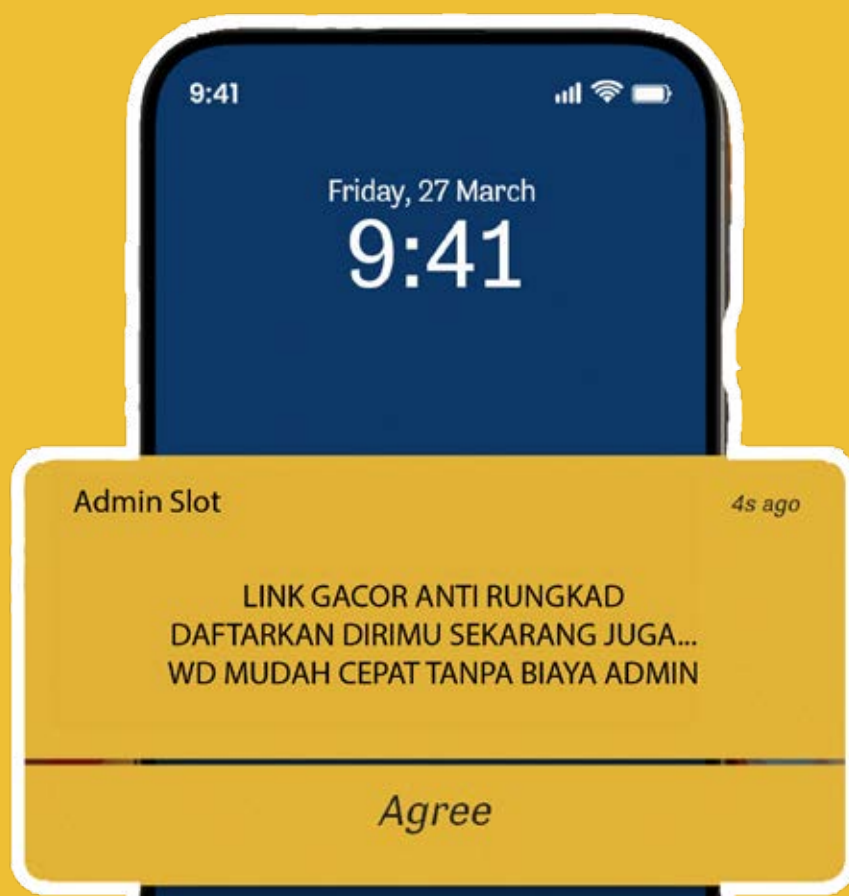 9:41
Friday, 27 March
9:41
Admin Slot
4s ago
LINK GACOR ANTI RUNGKAD
DAFTARKAN DIRIMU SEKARANG JUGA...
WD MUDAH CEPAT TANPA BIAYA ADMIN
Agree